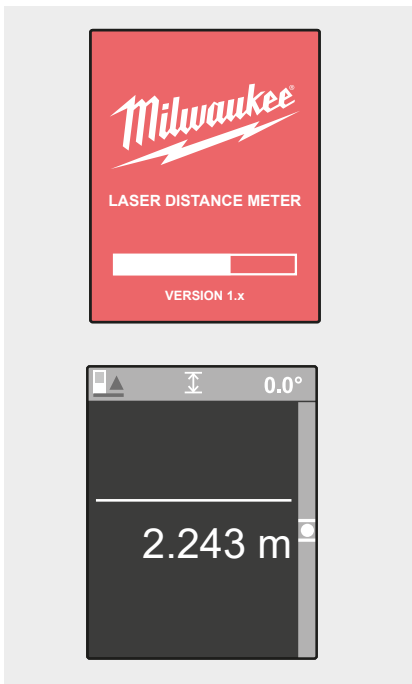 Milwaukee®
LASER DISTANCE METER
VERSION 1.x
0.0°
2.243 m